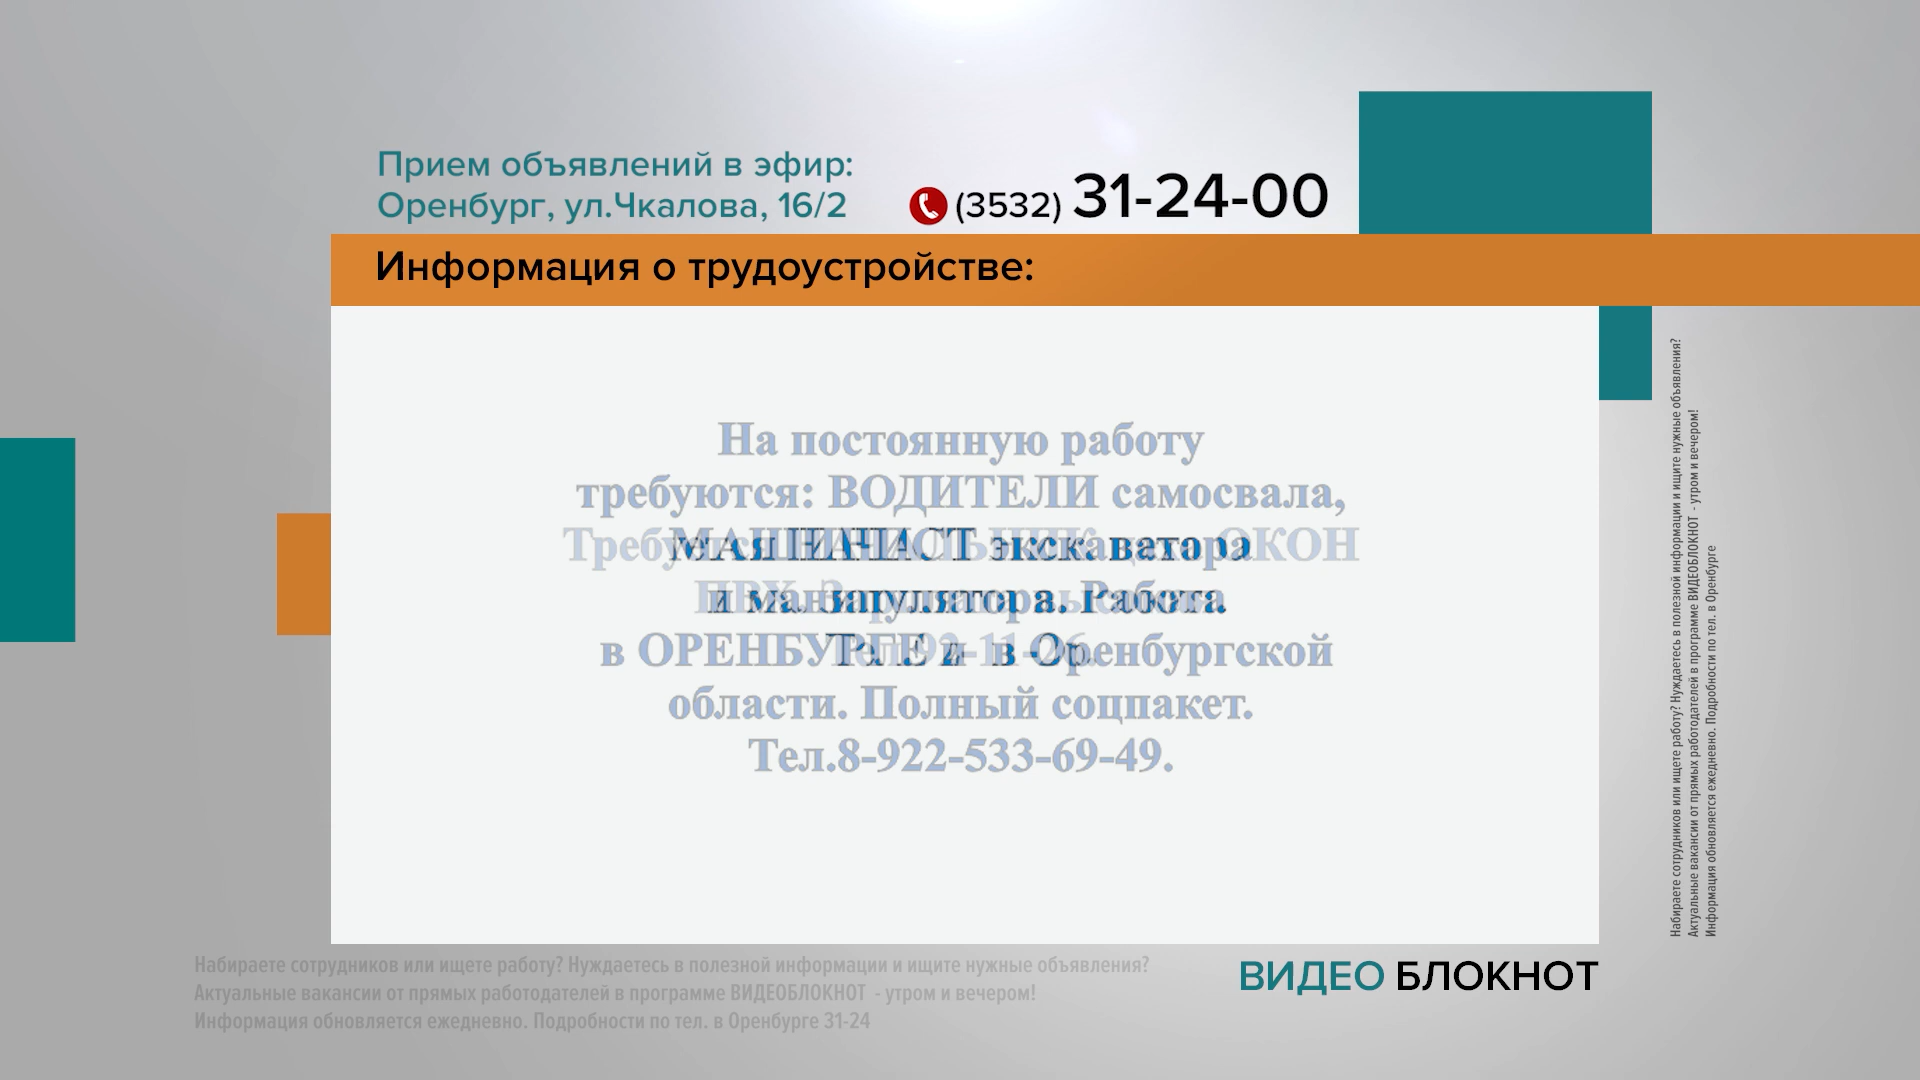 Прием объявлений в эфир:
Оренбург, ул.Чкалова, 16/2
(3532) 31-24-00
Информация о трудоустройстве:
На постоянную работу
требуются: ВОДИТЕЛИ самосвала,
экскаватора ОКОН
Работа
в Оренбургской
области. Полный соцпакет.
Тел.8-922-533-69-49.
Набираете сотрудников или ищете работу? Нуждаетесь в полезной информации и ищите нужные объявления?
Актуальные вакансии от прямых работодателей в программе ВИДЕОБЛОКНОТ - утром и вечером!
Информация обновляется ежедневно. Подробности по тел. в Оренбурге
Набираете сотрудников или ищете работу? Нуждаетесь в полезной информации и ищите нужные объявления?
Актуальные вакансии от прямых работодателей в программе ВИДЕОБЛОКНОТ - утром и вечером!
Информация обновляется ежедневно. Подробности по тел. в Оренбурге 31-24
ВИДЕО БЛОКНОТ